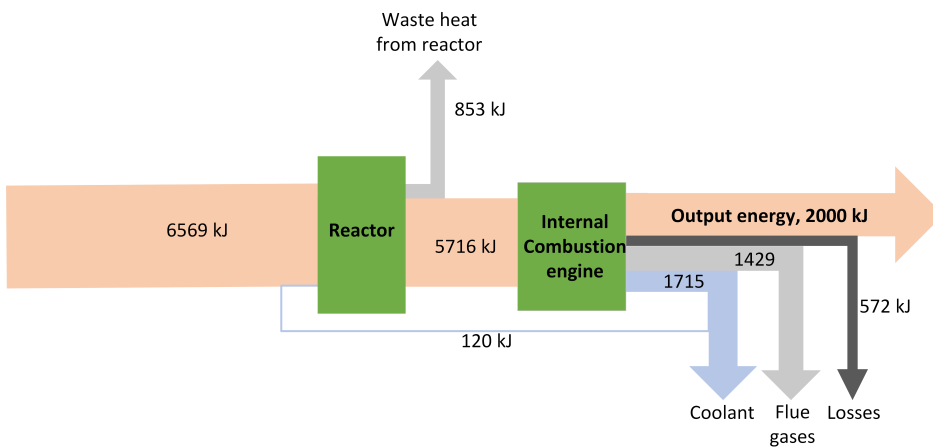 Waste heat
from reactor
853 kJ
6569 kJ
Reactor
5716 kJ
Internal
Combustion
engine
Output energy, 2000 kJ
1429
1715
572 kJ
120 kJ
Coolant
Flue
gases
Losses